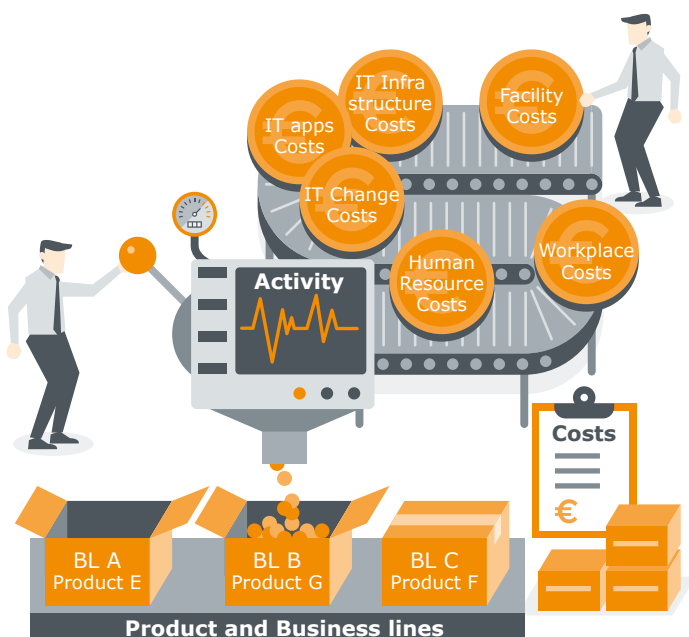 IT Infra
structure
Costs
Facility
Costs
IT apps
Costs
IT Change
Costs
Workplace
Costs
Human
Resource
Costs
Activity
Costs
€
BL A
Product E
BL B
Product G
BL C
Product F
Product and Business lines